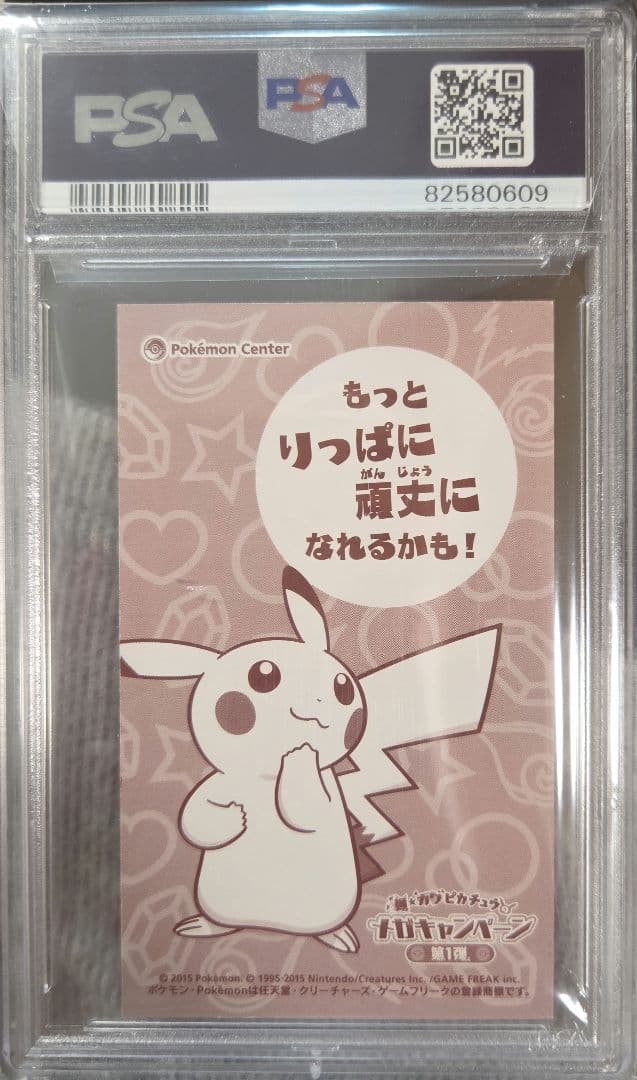 PSA
PSA
82580609
Pokémon Center
もっと
りっぱに
がんじょう
頑丈に
なれるかも！
メガキャンペーン
第1弾
© 2015 Pokémon. © 1995-2015 Nintendo/Creatures Inc. /GAME FREAK inc.
ポケモン・Pokémonは任天堂・クリーチャーズ・ゲームフリークの登録商標です。